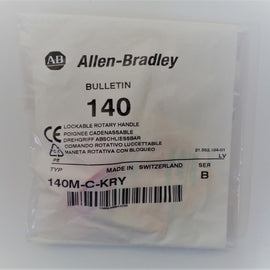 AB Allen-Bradley
BULLETIN
140
LOCKABLE ROTARY HANDLE
POIGNEE CADENASSABLE
DREHGRIFF ABSCHLIESSBAR
COMANDO ROTATIVO LUCCETTABILE
MANETA ROTATIVA CON BLOQUEO
LV
TYP
MADE IN SWITZERLAND
SER
140M-C-KRY
B